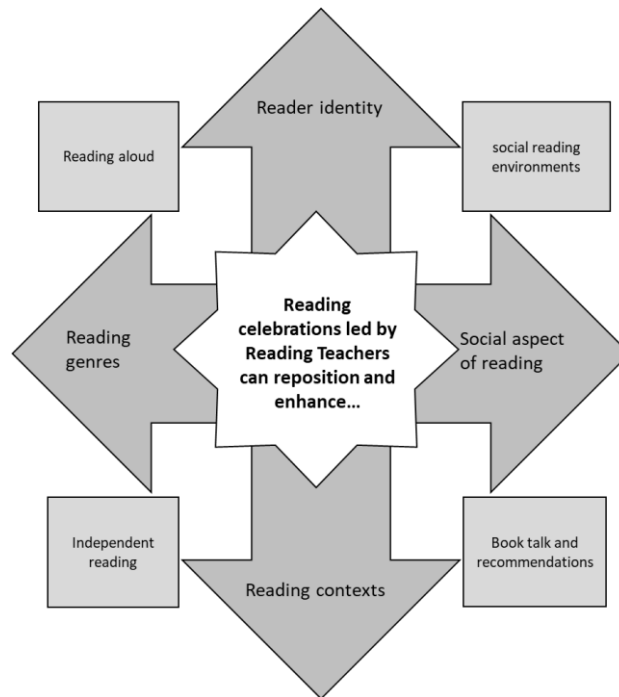 Reader identity
Reading aloud
social reading
environments
Reading
celebrations led by
Reading Teachers
can reposition and
enhance...
Reading
genres
Social aspect
of reading
Independent
reading
Book talk and
recommendations
Reading contexts